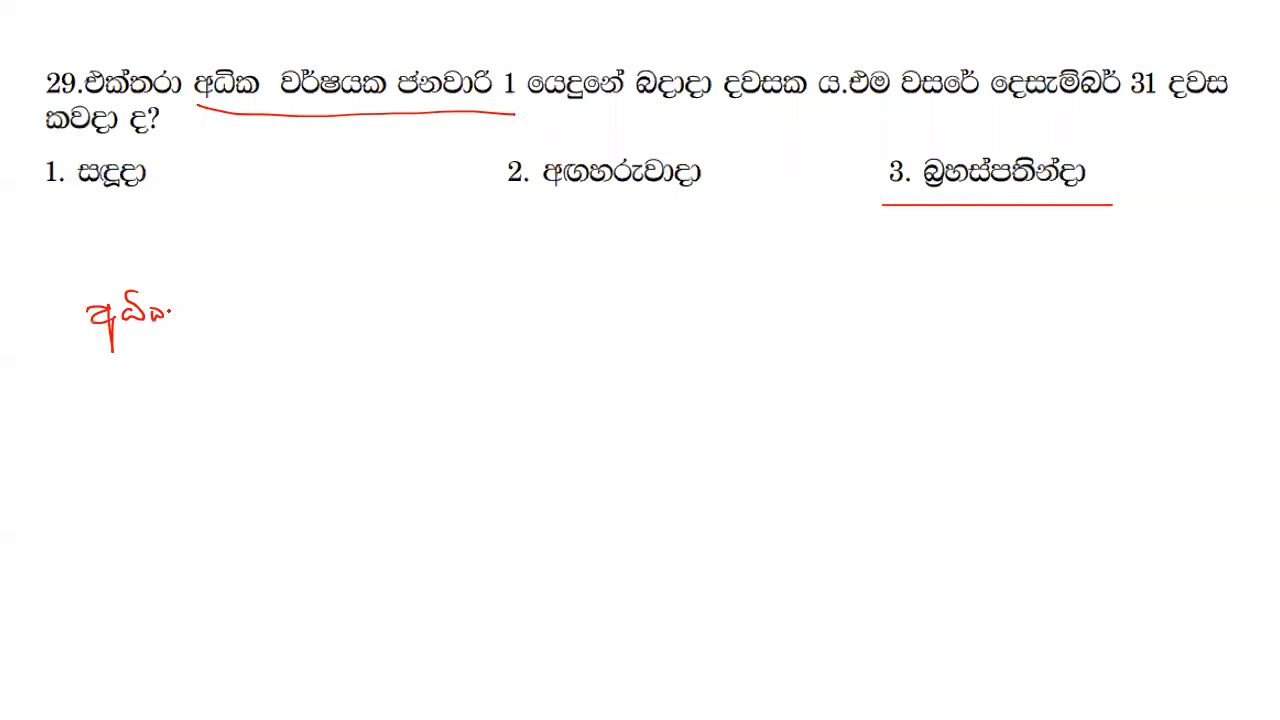 29.එක්තරා අධික වර්ෂයක ජනවාරි 1 යෙදුනේ බදාදා දවසක ය.එම වසරේ දෙසැම්බර් 31 දවස
කවදා ද?
1. සඳූදා 2. අඟහරුවාදා 3. බ්‍රහස්පතින්දා